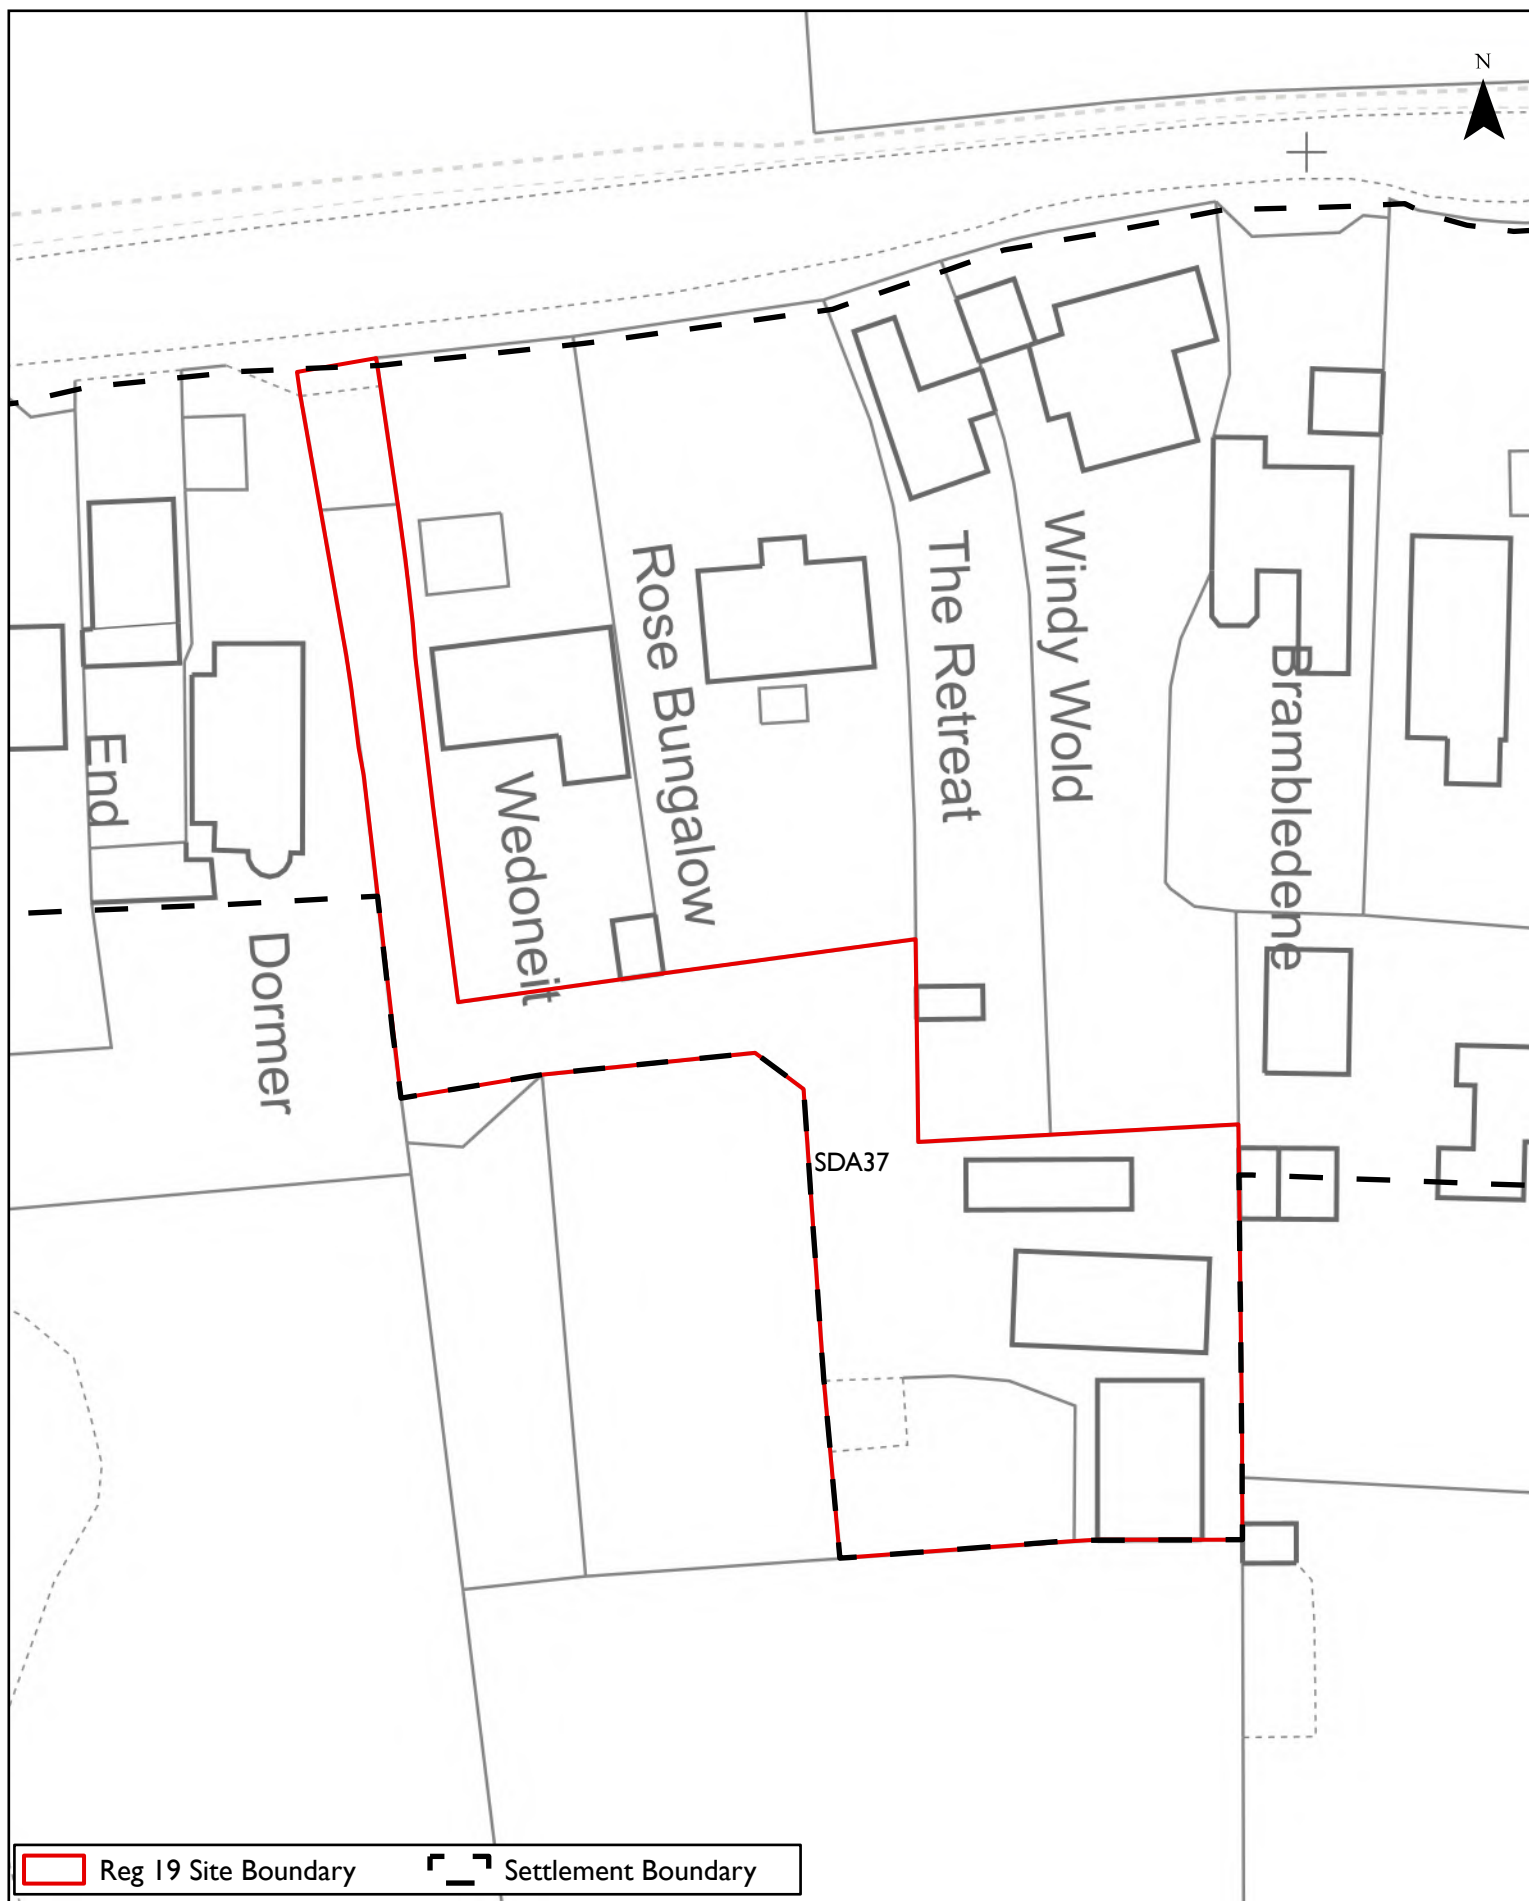 N
Rose Bungalow
The Retreat
Windy Wold
Brambledene
End
Wedoneit
Dormer
SDA37
Reg 19 Site Boundary
Settlement Boundary